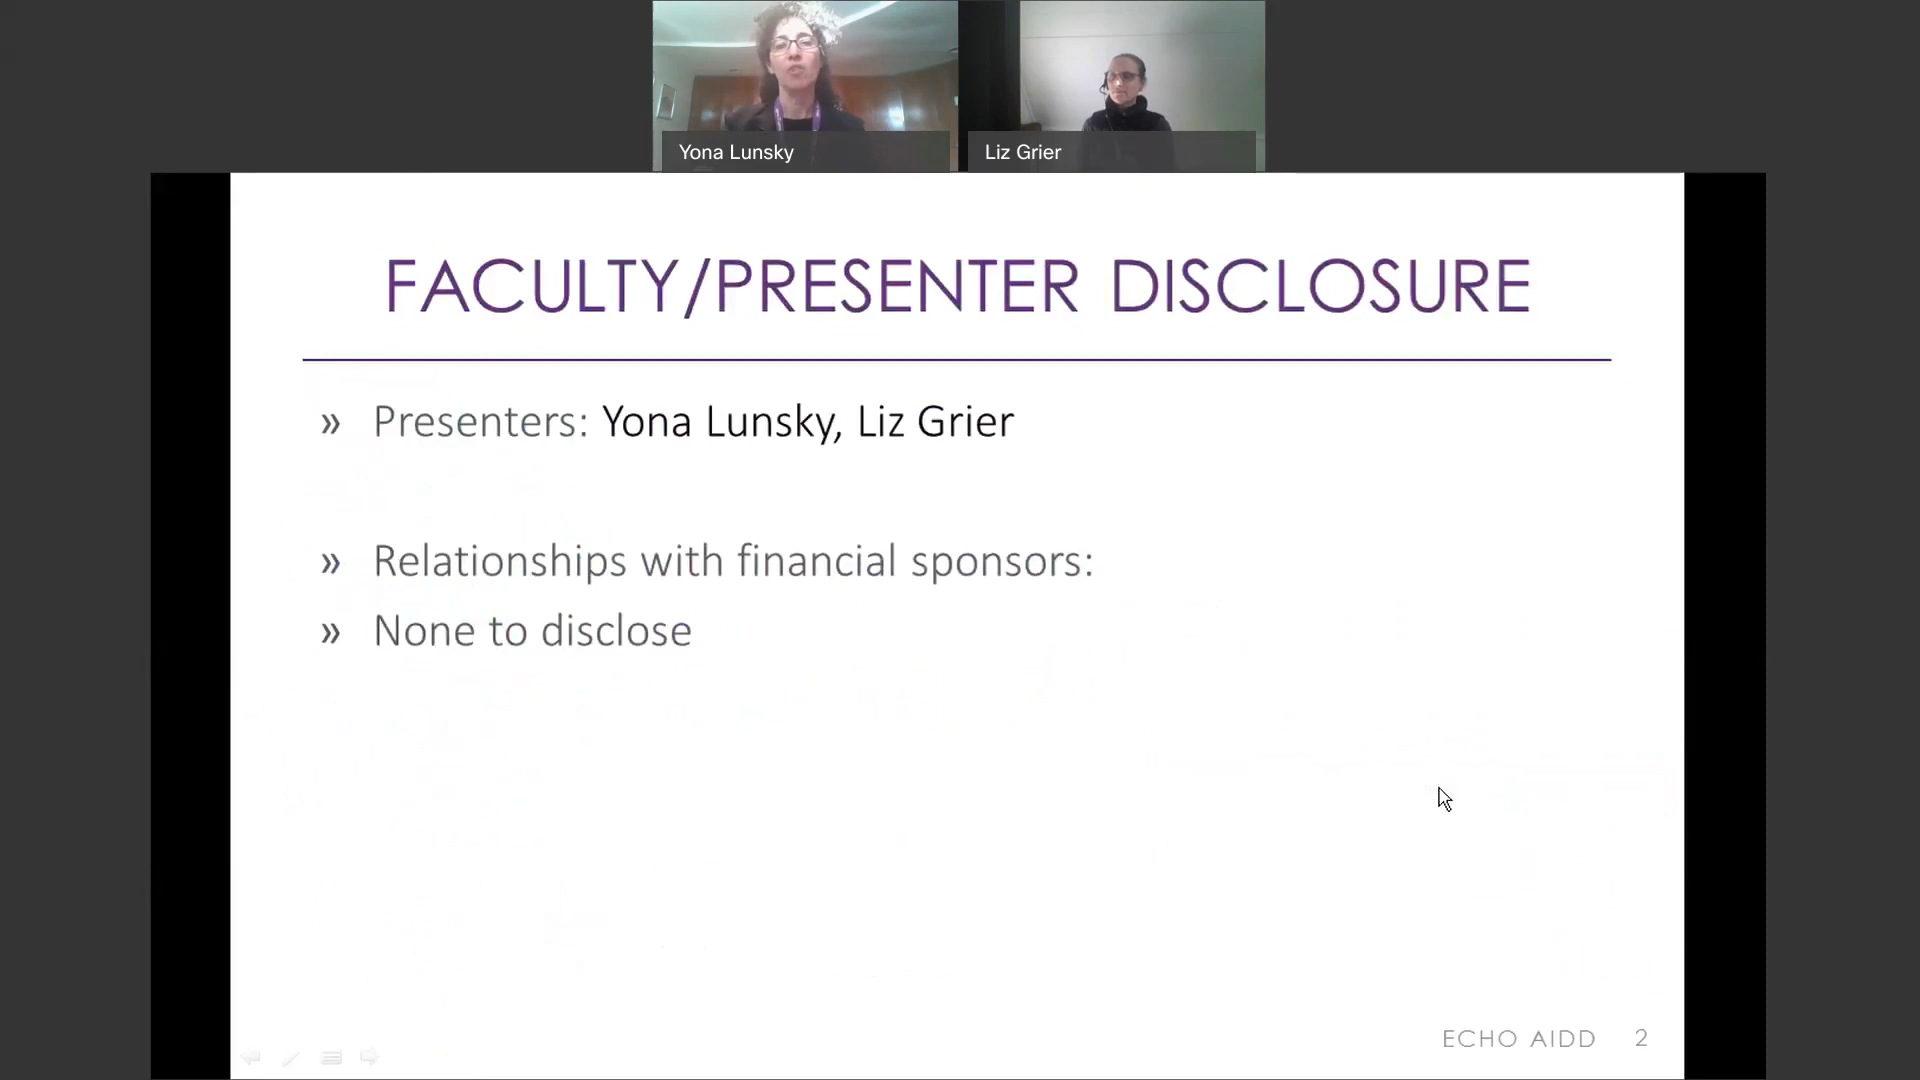 Yona Lunsky
Liz Grier
FACULTY/PRESENTER DISCLOSURE
» Presenters: Yona Lunsky, Liz Grier
» Relationships with financial sponsors:
» None to disclose
ECHO AIDD 2